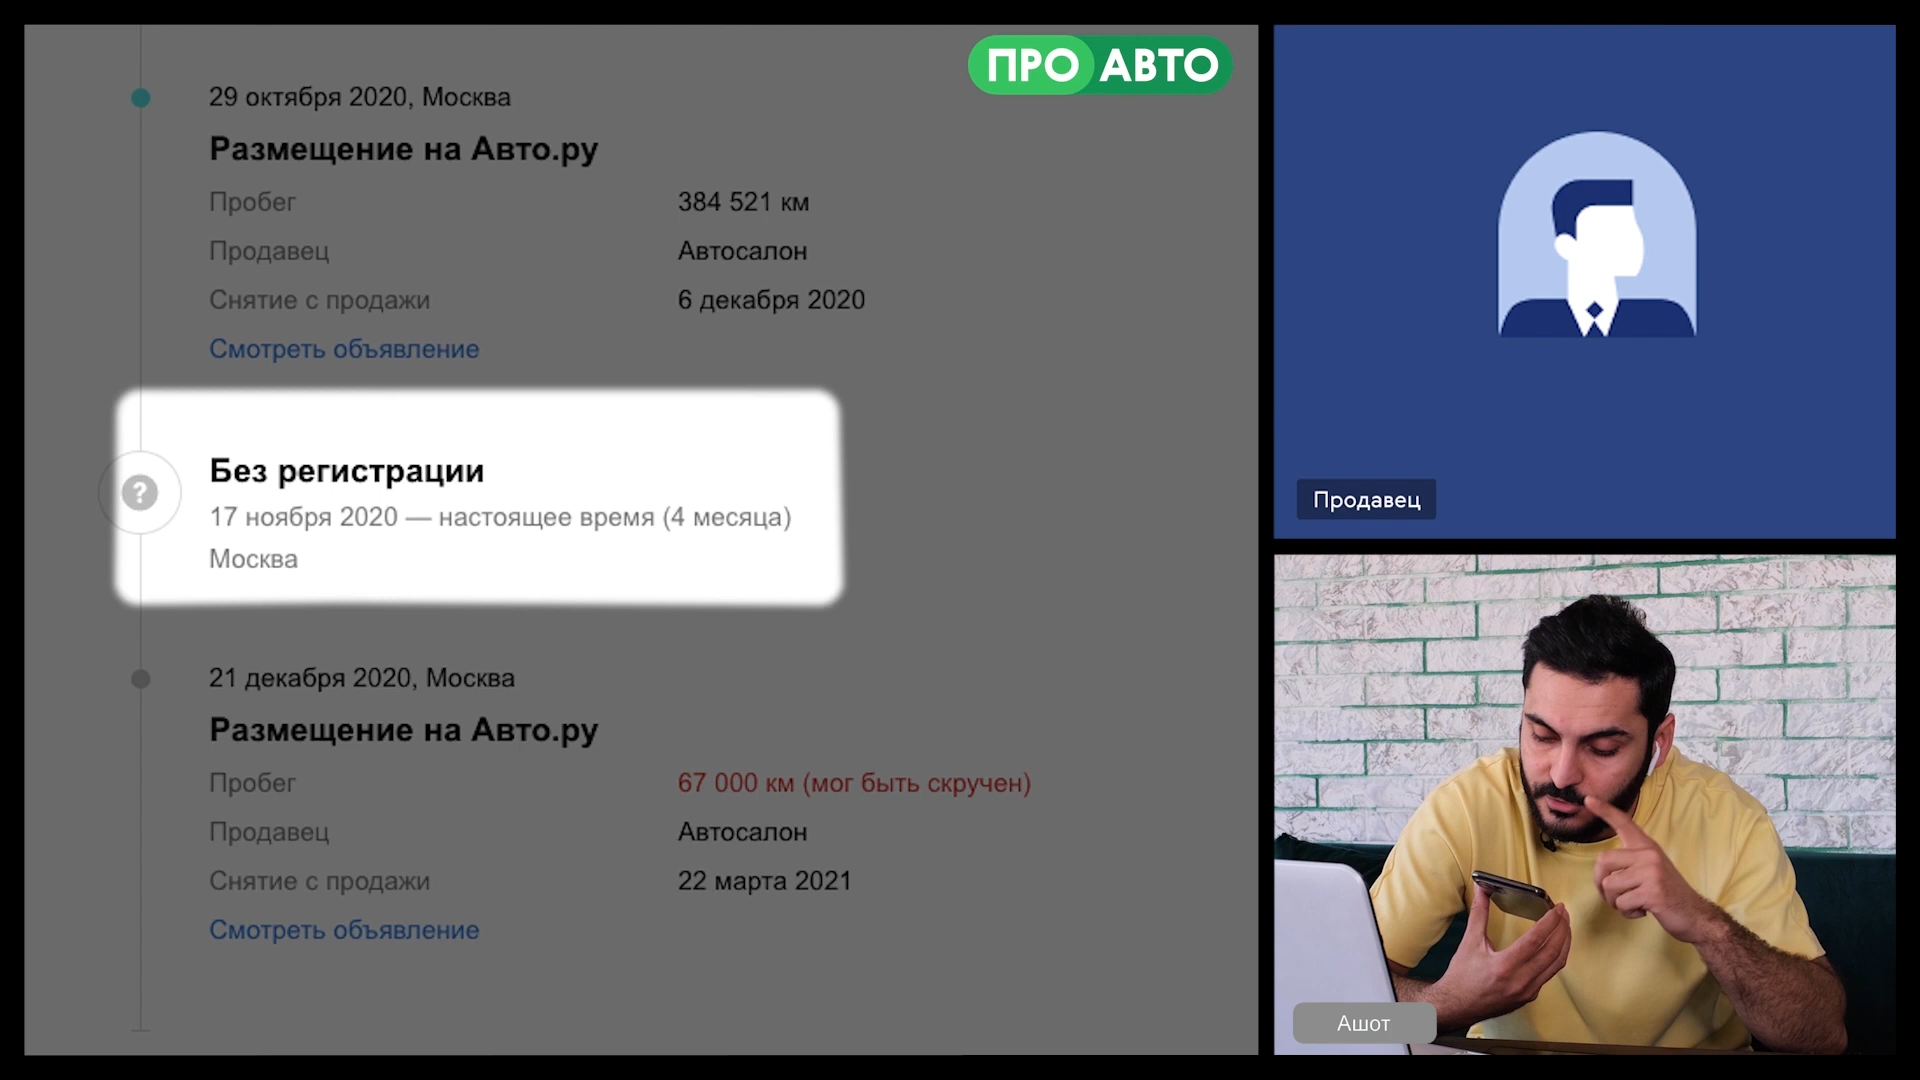 ПРО АВТО
29 октября 2020, Москва
Размещение на Авто.ру
Пробег 384 521 км
Продавец Автосалон
Снятие с продажи 6 декабря 2020
Смотреть объявление
?
Без регистрации
17 ноября 2020 — настоящее время (4 месяца)
Москва
21 декабря 2020, Москва
Размещение на Авто.ру
Пробег 67 000 км (мог быть скручен)
Продавец Автосалон
Снятие с продажи 22 марта 2021
Смотреть объявление
Продавец
Ашот